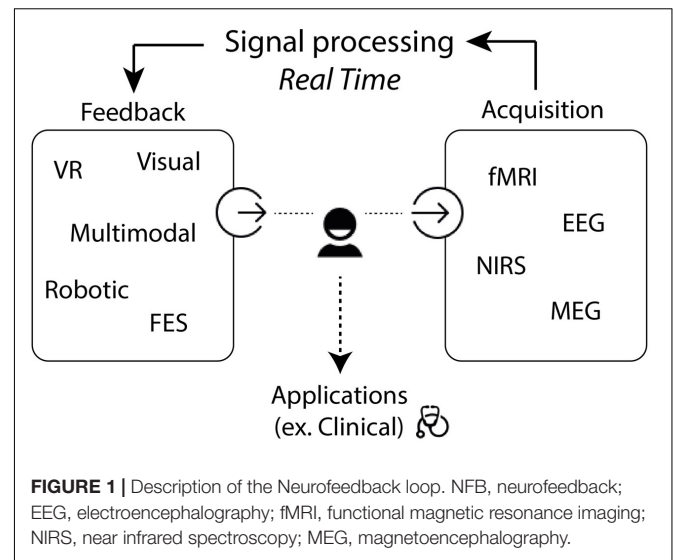 Signal processing
Real Time
Feedback
Acquisition
VR
Visual
Multimodal
Robotic
FES
fMRI
EEG
NIRS
MEG
Applications
(ex. Clinical)
FIGURE 1 | Description of the Neurofeedback loop. NFB, neurofeedback;
EEG, electroencephalography; fMRI, functional magnetic resonance imaging;
NIRS, near infrared spectroscopy; MEG, magnetoencephalography.